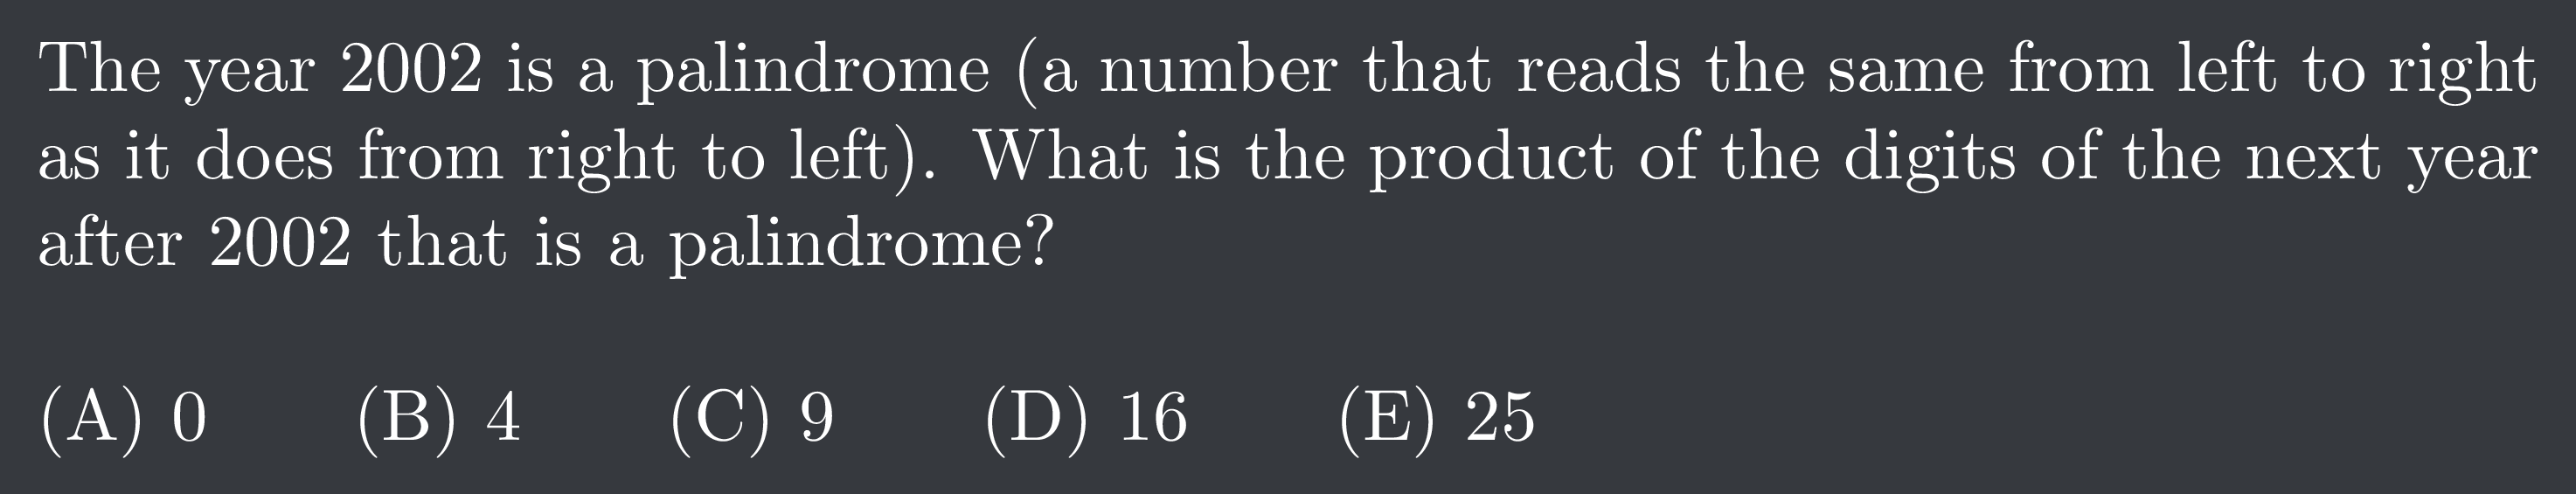 The year 2002 is a palindrome (a number that reads the same from left to right
as it does from right to left). What is the product of the digits of the next year
after 2002 that is a palindrome?
(A) 0 (B) 4 (C) 9 (D) 16 (E) 25